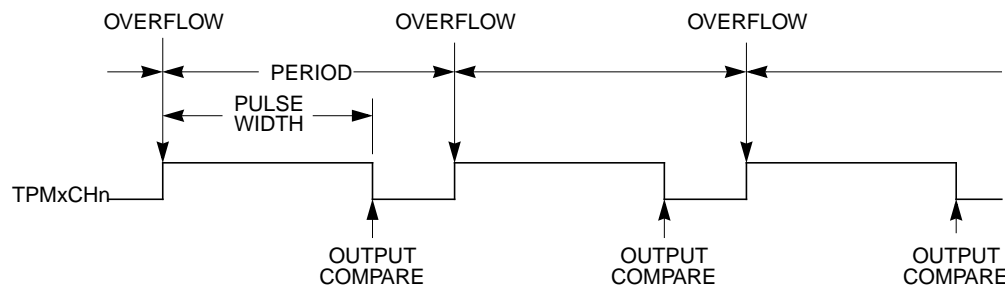 OVERFLOW
OVERFLOW
OVERFLOW
PERIOD
PULSE
WIDTH
TPMxCHn
OUTPUT
COMPARE
OUTPUT
COMPARE
OUTPUT
COMPARE